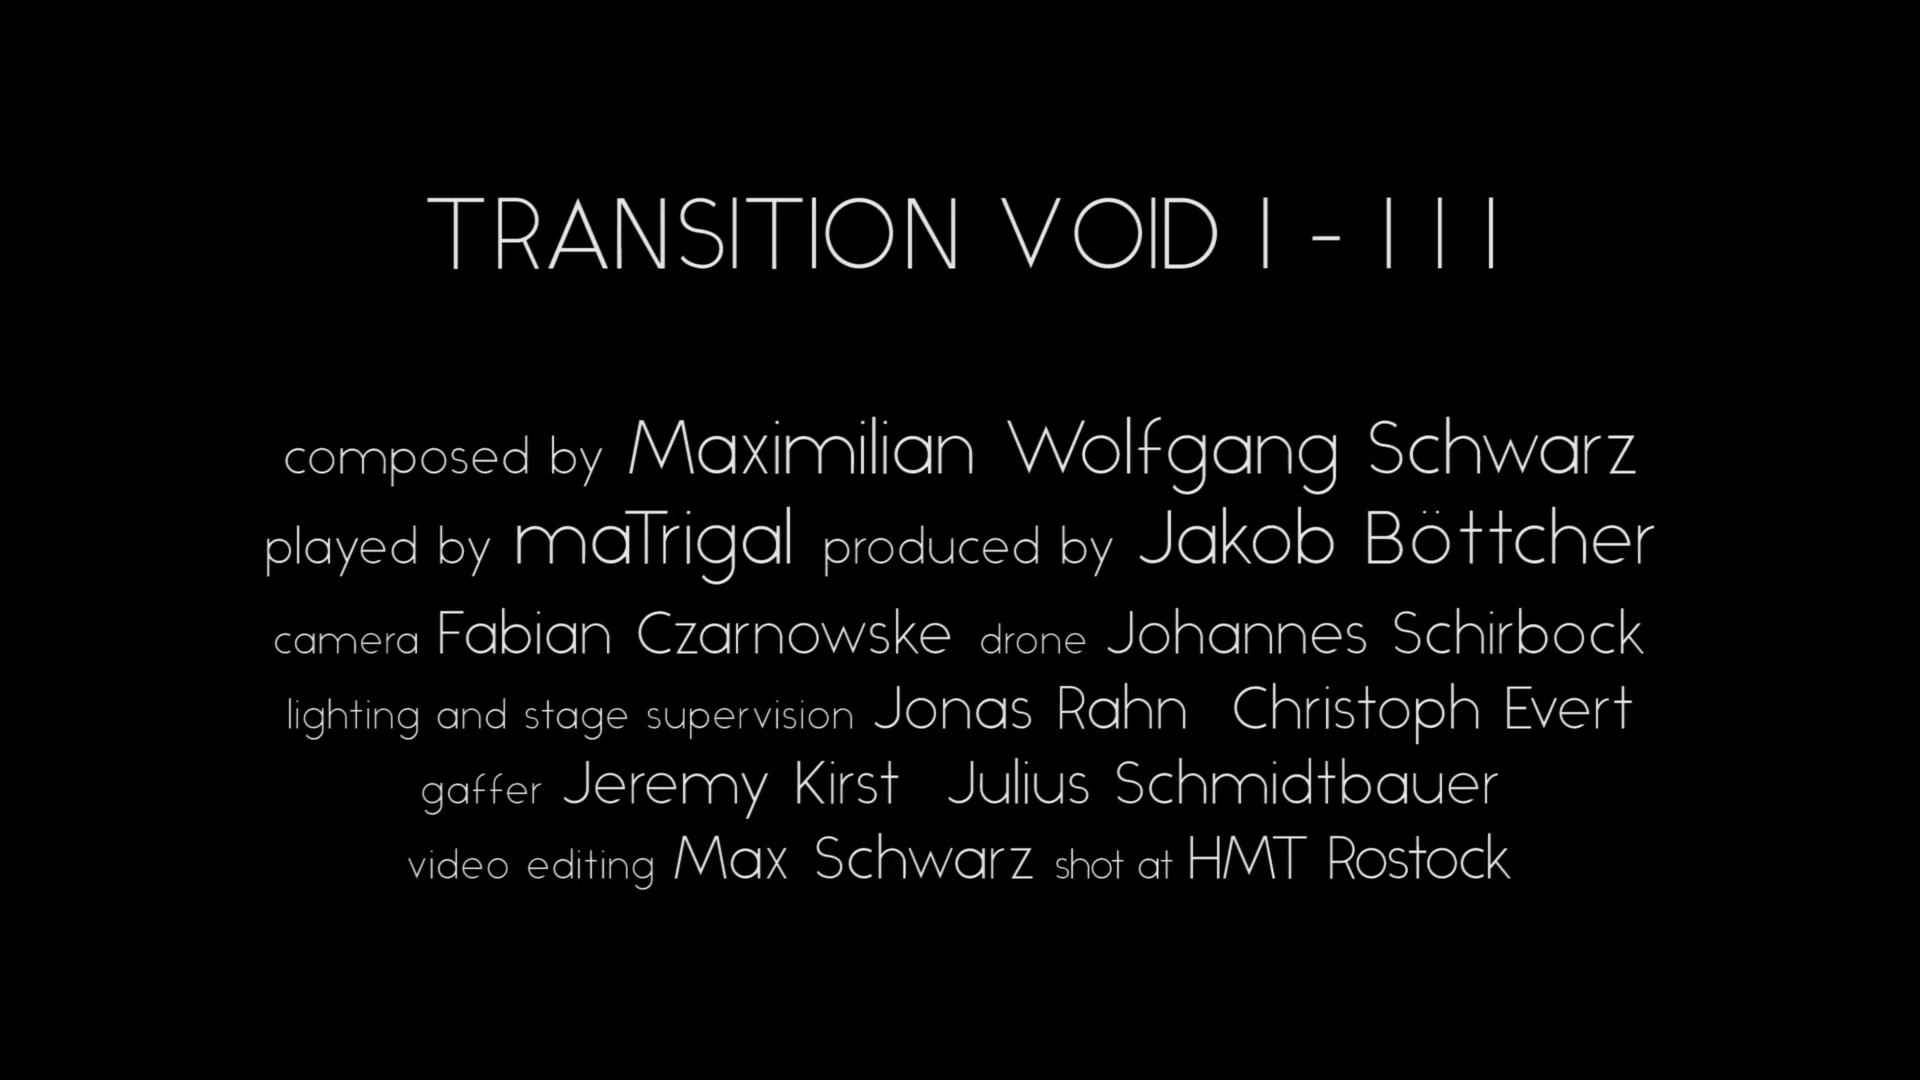 TRANSITION VOID I - I I I
composed by Maximilian Wolfgang Schwarz
played by maTrigal produced by Jakob Böttcher
camera Fabian Czarnowske drone Johannes Schirbock
lighting and stage supervision Jonas Rahn Christoph Evert
gaffer Jeremy Kirst Julius Schmidtbauer
video editing Max Schwarz shot at HMT Rostock